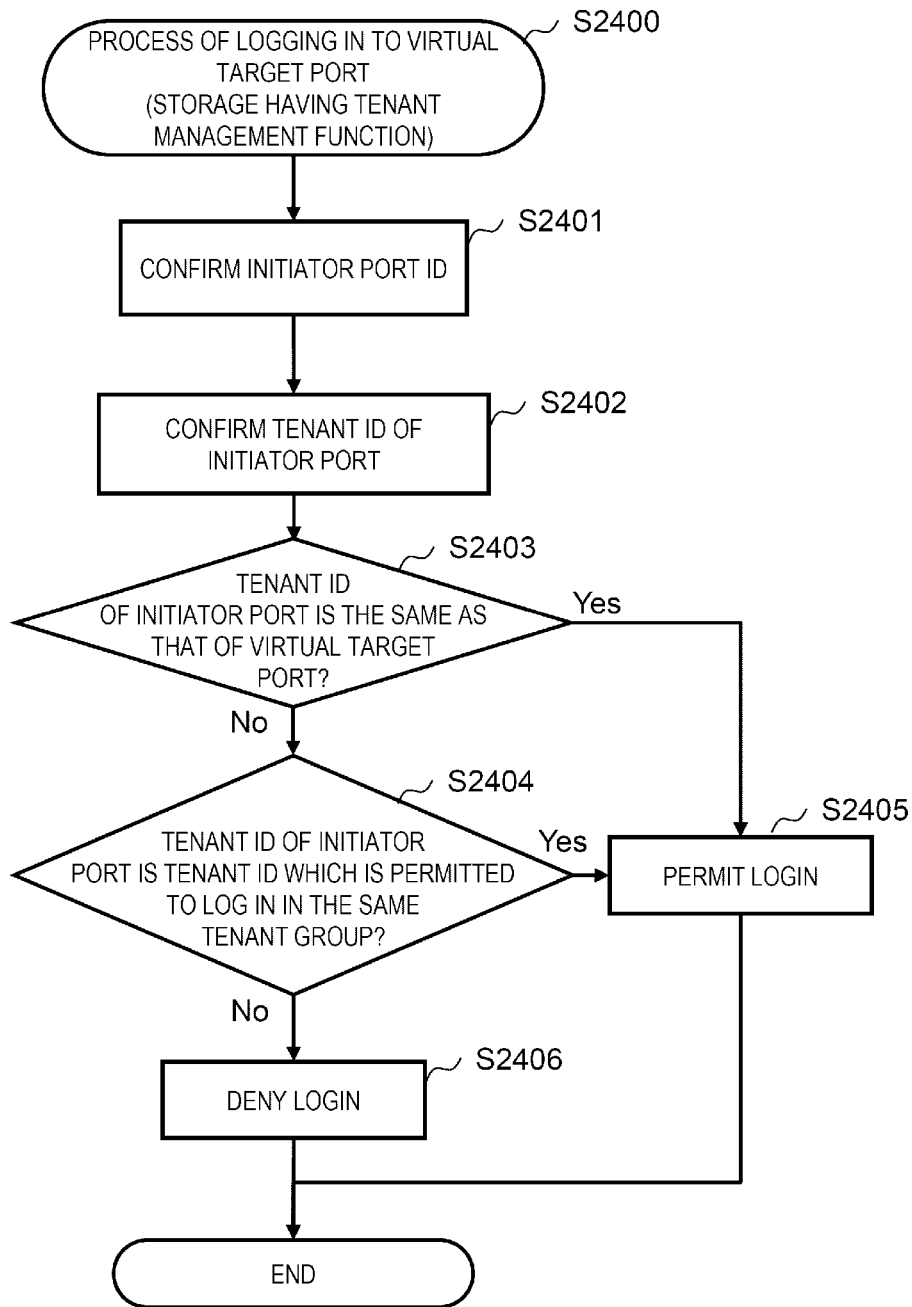 S2400
PROCESS OF LOGGING IN TO VIRTUAL
TARGET PORT
(STORAGE HAVING TENANT
MANAGEMENT FUNCTION)
S2401
CONFIRM INITIATOR PORT ID
S2402
CONFIRM TENANT ID OF
INITIATOR PORT
S2403
TENANT ID
OF INITIATOR PORT IS THE SAME AS
THAT OF VIRTUAL TARGET
PORT?
Yes
No
S2404
TENANT ID OF INITIATOR
PORT IS TENANT ID WHICH IS PERMITTED
TO LOG IN IN THE SAME
TENANT GROUP?
Yes
S2405
PERMIT LOGIN
No
S2406
DENY LOGIN
END